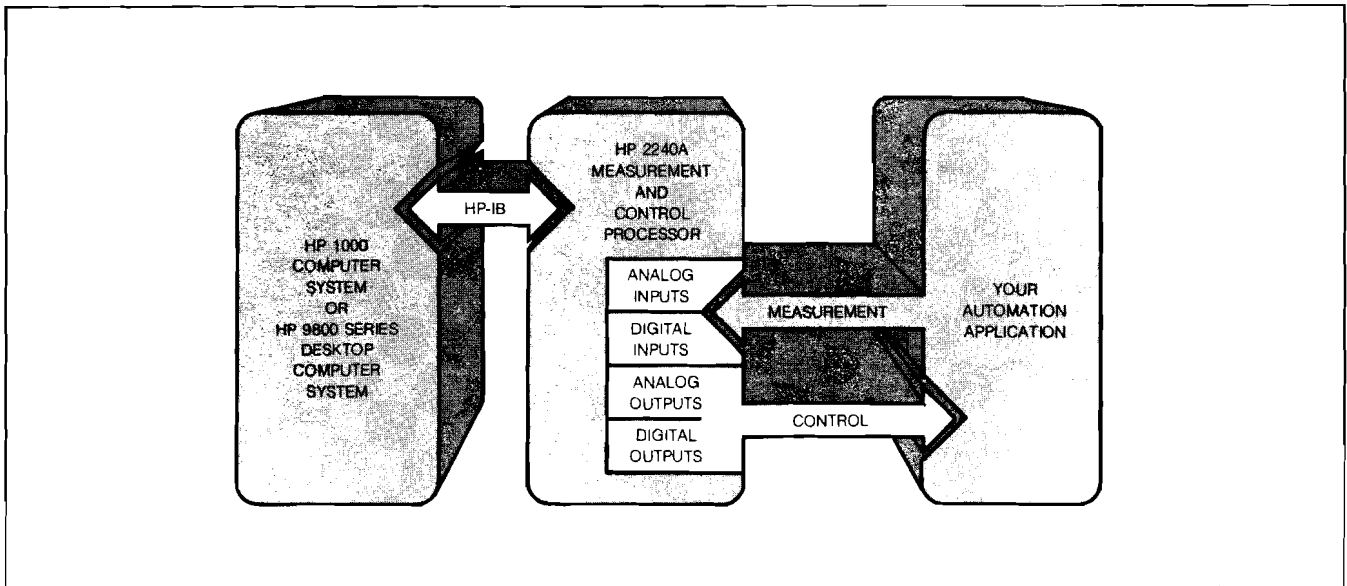 HP 1000
COMPUTER
SYSTEM
OR
HP 9800 SERIES
DESKTOP
COMPUTER
SYSTEM
HP-IB
HP 2240A
MEASUREMENT
AND
CONTROL
PROCESSOR
ANALOG
INPUTS
DIGITAL
INPUTS
ANALOG
OUTPUTS
DIGITAL
OUTPUTS
MEASUREMENT
CONTROL
YOUR
AUTOMATION
APPLICATION